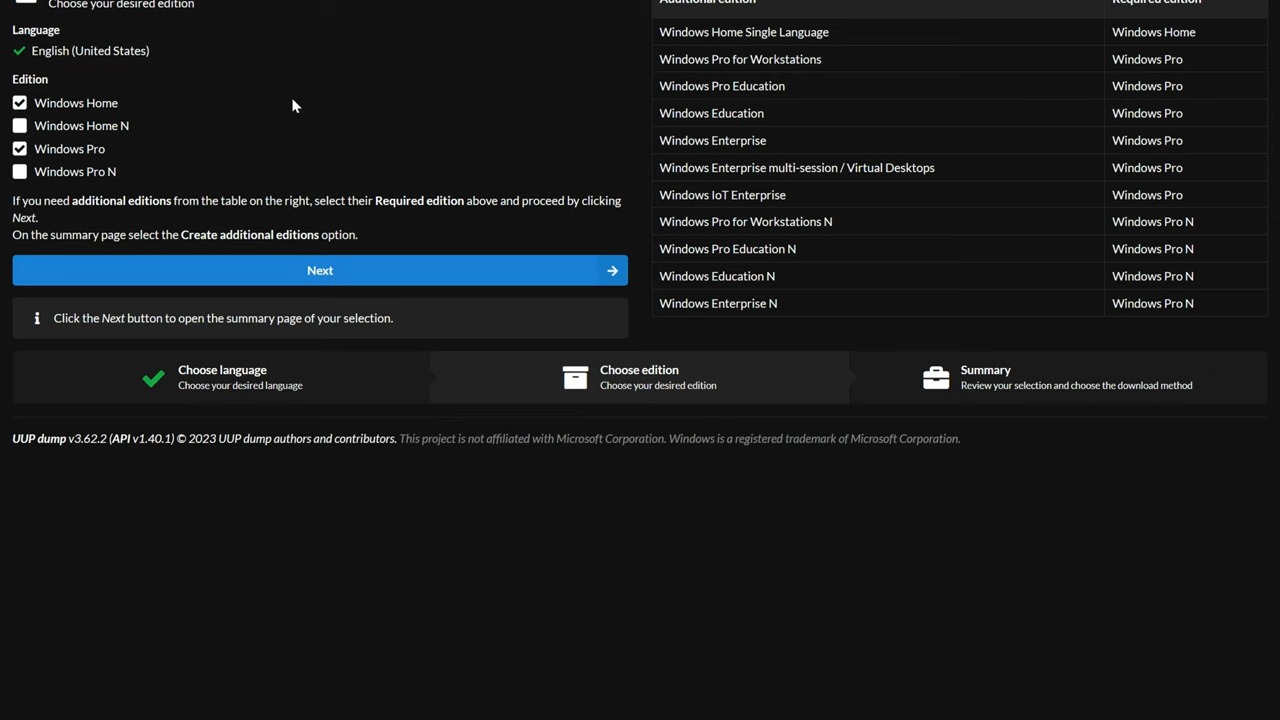 Choose your desired edition
Language
English (United States)
Edition
Windows Home
Windows Home N
Windows Pro
Windows Pro N
If you need additional editions from the table on the right, select their Required edition above and proceed by clicking
Next.
On the summary page select the Create additional editions option.
Next
Click the Next button to open the summary page of your selection.
Additional edition Required edition
Windows Home Single Language Windows Home
Windows Pro for Workstations Windows Pro
Windows Pro Education Windows Pro
Windows Education Windows Pro
Windows Enterprise Windows Pro
Windows Enterprise multi-session / Virtual Desktops Windows Pro
Windows IoT Enterprise Windows Pro
Windows Pro for Workstations N Windows Pro N
Windows Pro Education N Windows Pro N
Windows Education N Windows Pro N
Windows Enterprise N Windows Pro N
Choose language
Choose your desired language
Choose edition
Choose your desired edition
Summary
Review your selection and choose the download method
UUP dump v3.62.2 (API v1.40.1) © 2023 UUP dump authors and contributors. This project is not affiliated with Microsoft Corporation. Windows is a registered trademark of Microsoft Corporation.